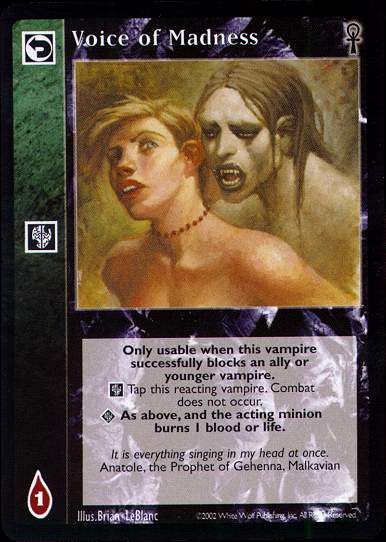 Voice of Madness
Only usable when this vampire
successfully blocks an ally or
younger vampire.
Tap this reacting vampire. Combat
does not occur.
As above, and the acting minion
burns 1 blood or life.
It is everything singing in my head at once.
Anatole, the Prophet of Gehenna, Malkavian
1
Illus. Brian LeBlanc ©2002 White Wolf Publishing, Inc. All Rights Reserved.